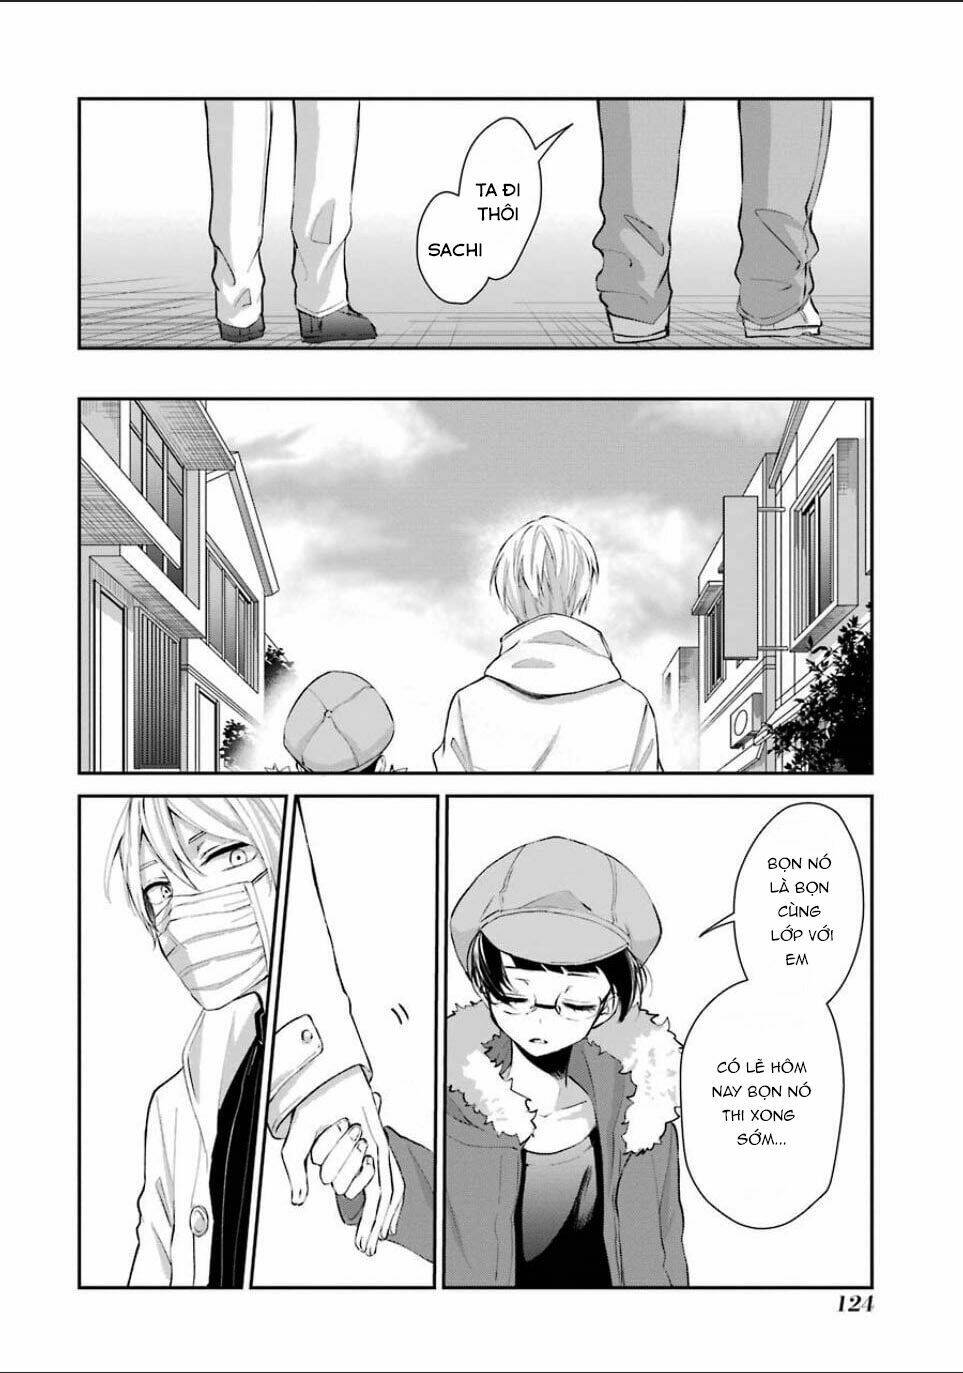 TA ĐI
THÔI
SACHI
BỌN NÓ
LÀ BỌN
CÙNG
LỚP VỚI
EM
CÓ LẼ HÔM
NAY BỌN NÓ
THI XONG
SỚM...
124